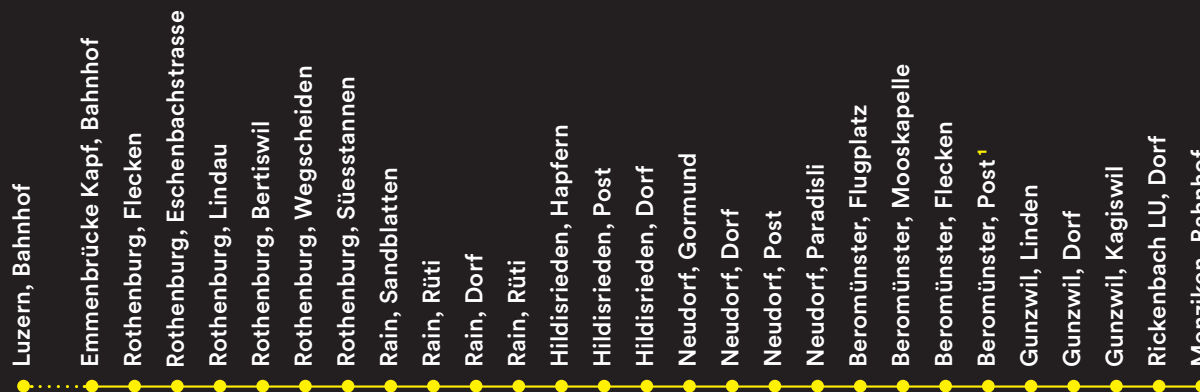 Luzern, Bahnhof
Emmenbrücke Kapf, Bahnhof
Rothenburg, Flecken
Rothenburg, Eschenbachstrasse
Rothenburg, Lindau
Rothenburg, Bertiswil
Rothenburg, Wegscheiden
Rothenburg, Süesstannen
Rain, Sandblatten
Rain, Rüti
Rain, Dorf
Rain, Rüti
Hildisrieden, Hapfern
Hildisrieden, Post
Hildisrieden, Dorf
Neudorf, Gormund
Neudorf, Dorf
Neudorf, Post
Neudorf, Paradisli
Beromünster, Flugplatz
Beromünster, Mooskapelle
Beromünster, Flecken
Beromünster, Post ¹
Gunzwil, Linden
Gunzwil, Dorf
Gunzwil, Kagiswil
Rickenbach LU, Dorf